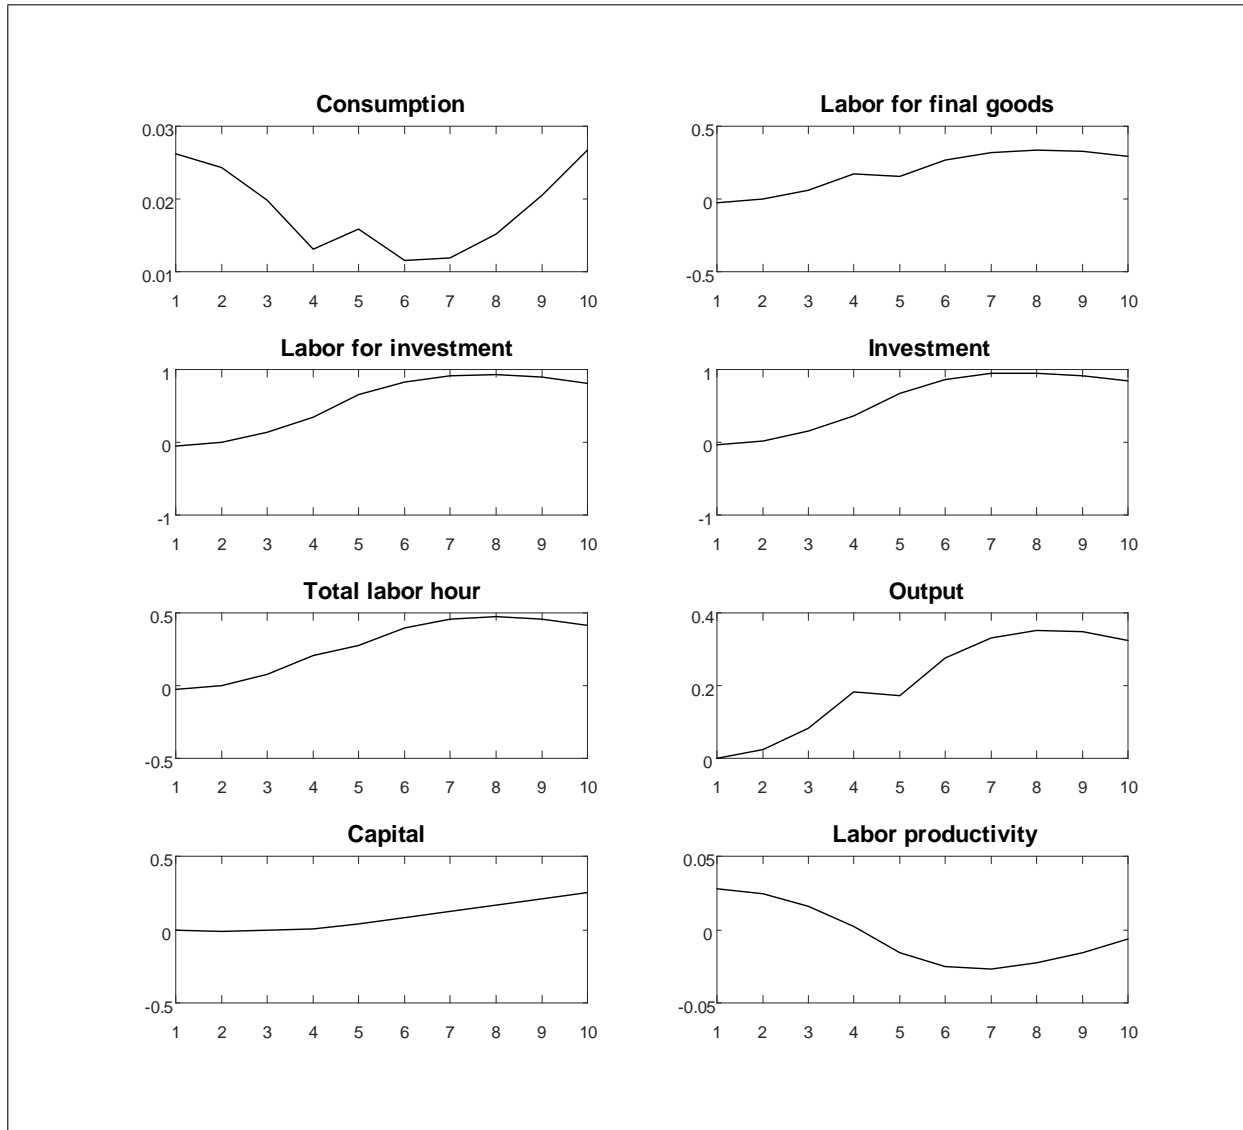 Consumption
0.03
0.02
0.01
1 2 3 4 5 6 7 8 9 10
Labor for final goods
0.5
0
-0.5
1 2 3 4 5 6 7 8 9 10
Labor for investment
1
0
-1
1 2 3 4 5 6 7 8 9 10
Investment
1
0
-1
1 2 3 4 5 6 7 8 9 10
Total labor hour
0.5
0
-0.5
1 2 3 4 5 6 7 8 9 10
Output
0.4
0.2
0
1 2 3 4 5 6 7 8 9 10
Capital
0.5
0
-0.5
1 2 3 4 5 6 7 8 9 10
Labor productivity
0.05
0
-0.05
1 2 3 4 5 6 7 8 9 10